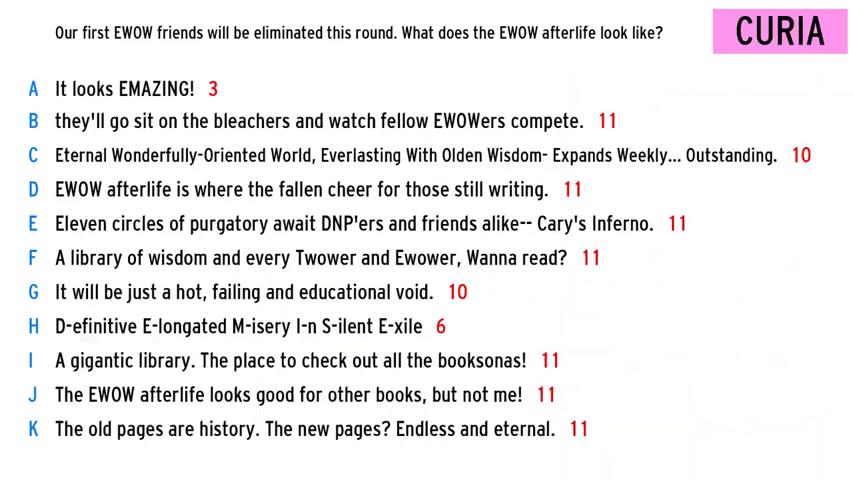 Our first EWOW friends will be eliminated this round. What does the EWOW afterlife look like?
CURIA
A It looks EMAZING! 3
B they'll go sit on the bleachers and watch fellow EWOWers compete. 11
C Eternal Wonderfully-Oriented World, Everlasting With Olden Wisdom- Expands Weekly... Outstanding. 10
D EWOW afterlife is where the fallen cheer for those still writing. 11
E Eleven circles of purgatory await DNP'ers and friends alike-- Cary's Inferno. 11
F A library of wisdom and every Twower and Ewower, Wanna read? 11
G It will be just a hot, failing and educational void. 10
H D-efinitive E-longated M-isery I-n S-ilent E-xile 6
I A gigantic library. The place to check out all the booksonas! 11
J The EWOW afterlife looks good for other books, but not me! 11
K The old pages are history. The new pages? Endless and eternal. 11